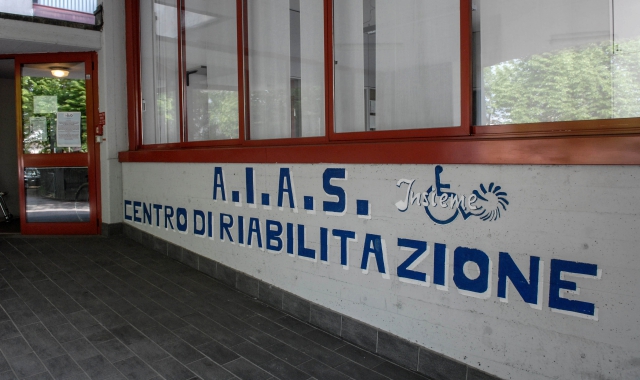 A.I.A.S.
Insieme
CENTRO DI RIABILITAZIONE